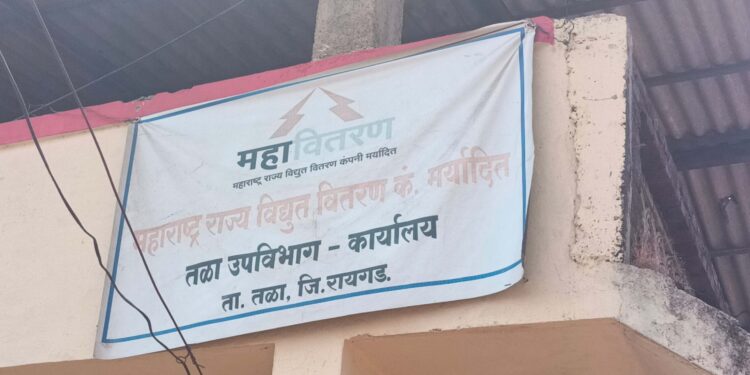 महावितरण
महाराष्ट्र राज्य विद्युत वितरण कंपनी मर्यादित
महाराष्ट्र राज्य विद्युत वितरण कं. मर्यादित
तळा उपविभाग - कार्यालय
ता. तळा, जि.रायगड.